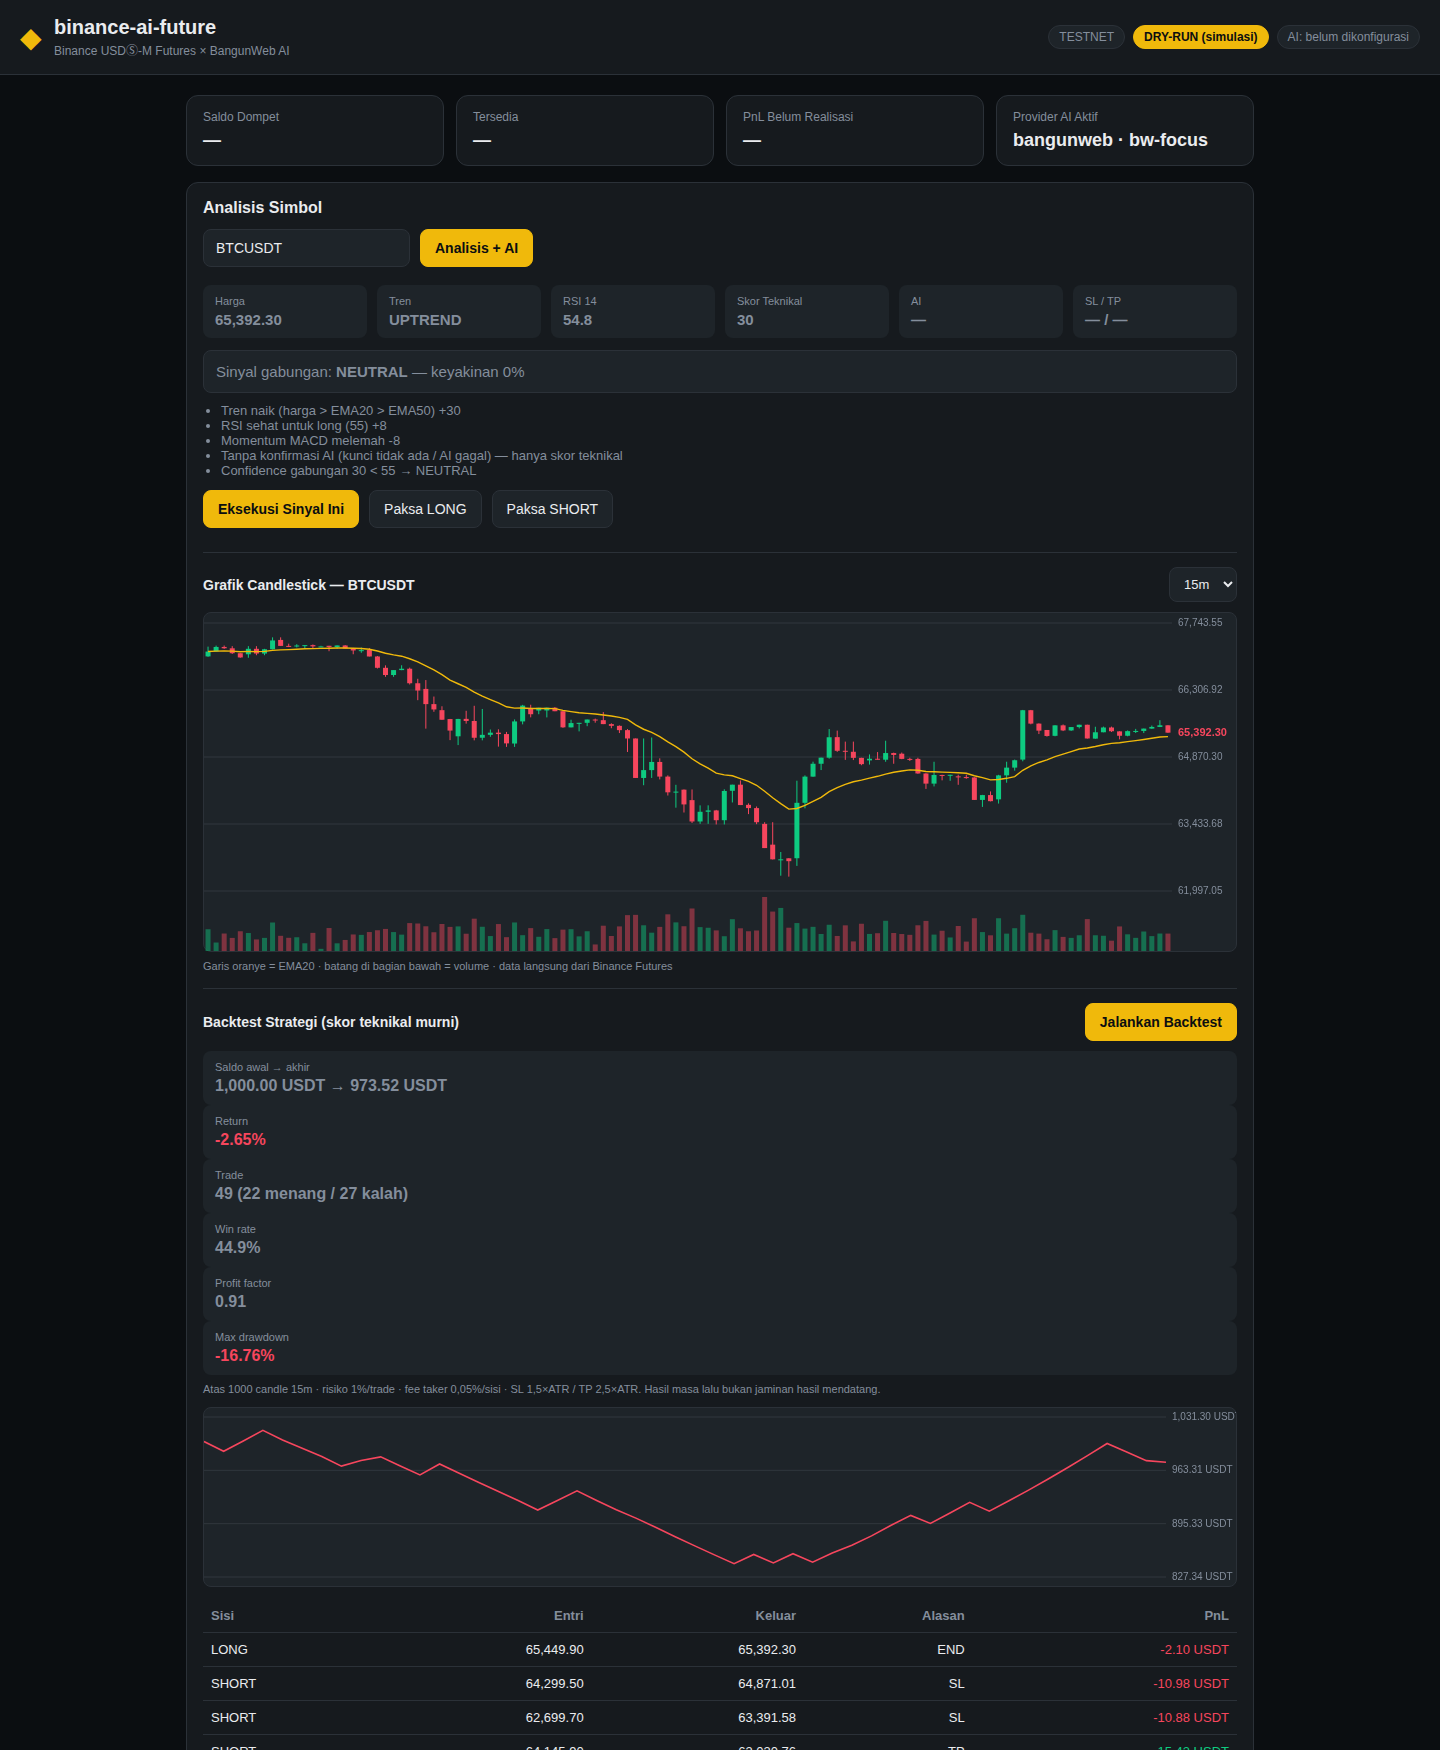 binance-ai-future
Binance USDⓈ-M Futures × BangunWeb AI
TESTNET
DRY-RUN (simulasi)
AI: belum dikonfigurasi
Saldo Dompet
—
Tersedia
—
PnL Belum Realisasi
—
Provider AI Aktif
bangunweb · bw-focus
Analisis Simbol
BTCUSDT
Analisis + AI
Harga
65,392.30
Tren
UPTREND
RSI 14
54.8
Skor Teknikal
30
AI
—
SL / TP
— / —
Sinyal gabungan: NEUTRAL — keyakinan 0%
• Tren naik (harga > EMA20 > EMA50) +30
• RSI sehat untuk long (55) +8
• Momentum MACD melemah -8
• Tanpa konfirmasi AI (kunci tidak ada / AI gagal) — hanya skor teknikal
• Confidence gabungan 30 < 55 → NEUTRAL
Eksekusi Sinyal Ini
Paksa LONG
Paksa SHORT
Grafik Candlestick — BTCUSDT
15m
67,743.55
66,306.92
65,392.30
64,870.30
63,433.68
61,997.05
Garis oranye = EMA20 · batang di bagian bawah = volume · data langsung dari Binance Futures
Backtest Strategi (skor teknikal murni)
Jalankan Backtest
Saldo awal → akhir
1,000.00 USDT → 973.52 USDT
Return
-2.65%
Trade
49 (22 menang / 27 kalah)
Win rate
44.9%
Profit factor
0.91
Max drawdown
-16.76%
Atas 1000 candle 15m · risiko 1%/trade · fee taker 0,05%/sisi · SL 1,5×ATR / TP 2,5×ATR. Hasil masa lalu bukan jaminan hasil mendatang.
1,031.30 USD
963.31 USDT
895.33 USDT
827.34 USDT
Sisi Entri Keluar Alasan PnL
LONG 65,449.90 65,392.30 END -2.10 USDT
SHORT 64,299.50 64,871.01 SL -10.98 USDT
SHORT 62,699.70 63,391.58 SL -10.88 USDT